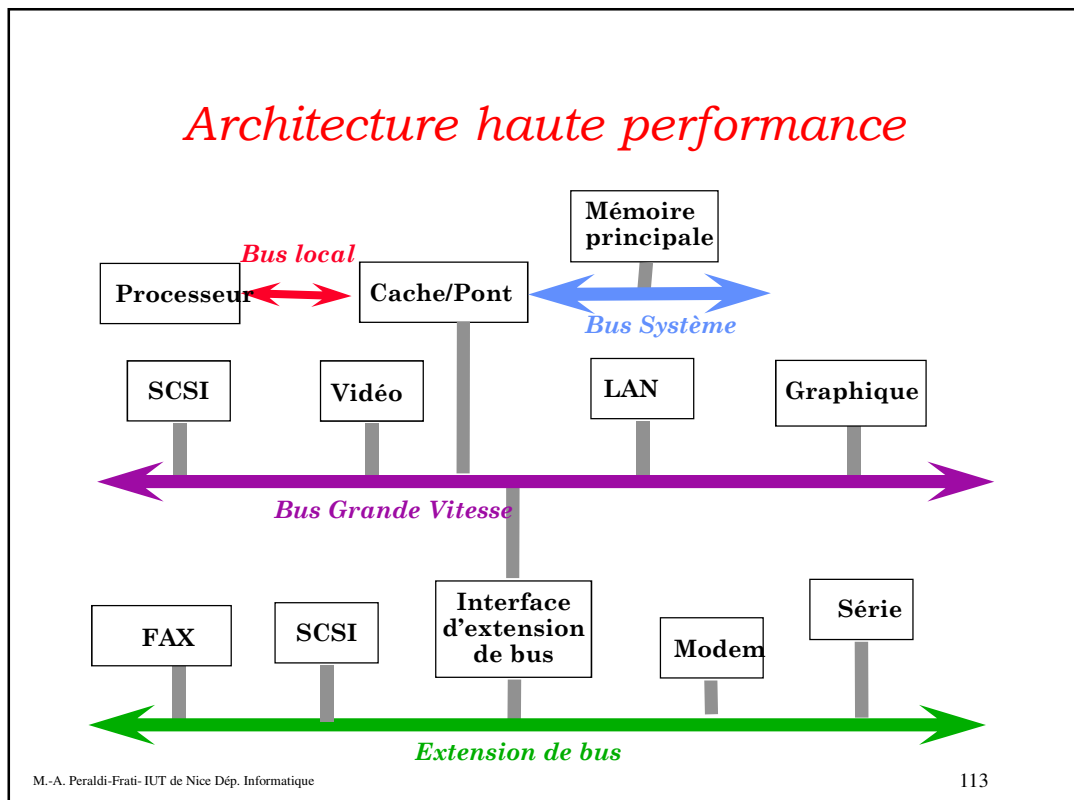 Architecture haute performance
Mémoire
principale
Bus local
Processeur
Cache/Pont
Bus Système
SCSI
Vidéo
LAN
Graphique
Bus Grande Vitesse
Interface
d'extension
de bus
FAX
SCSI
Modem
Série
Extension de bus
M.-A. Peraldi-Frati- IUT de Nice Dép. Informatique
113